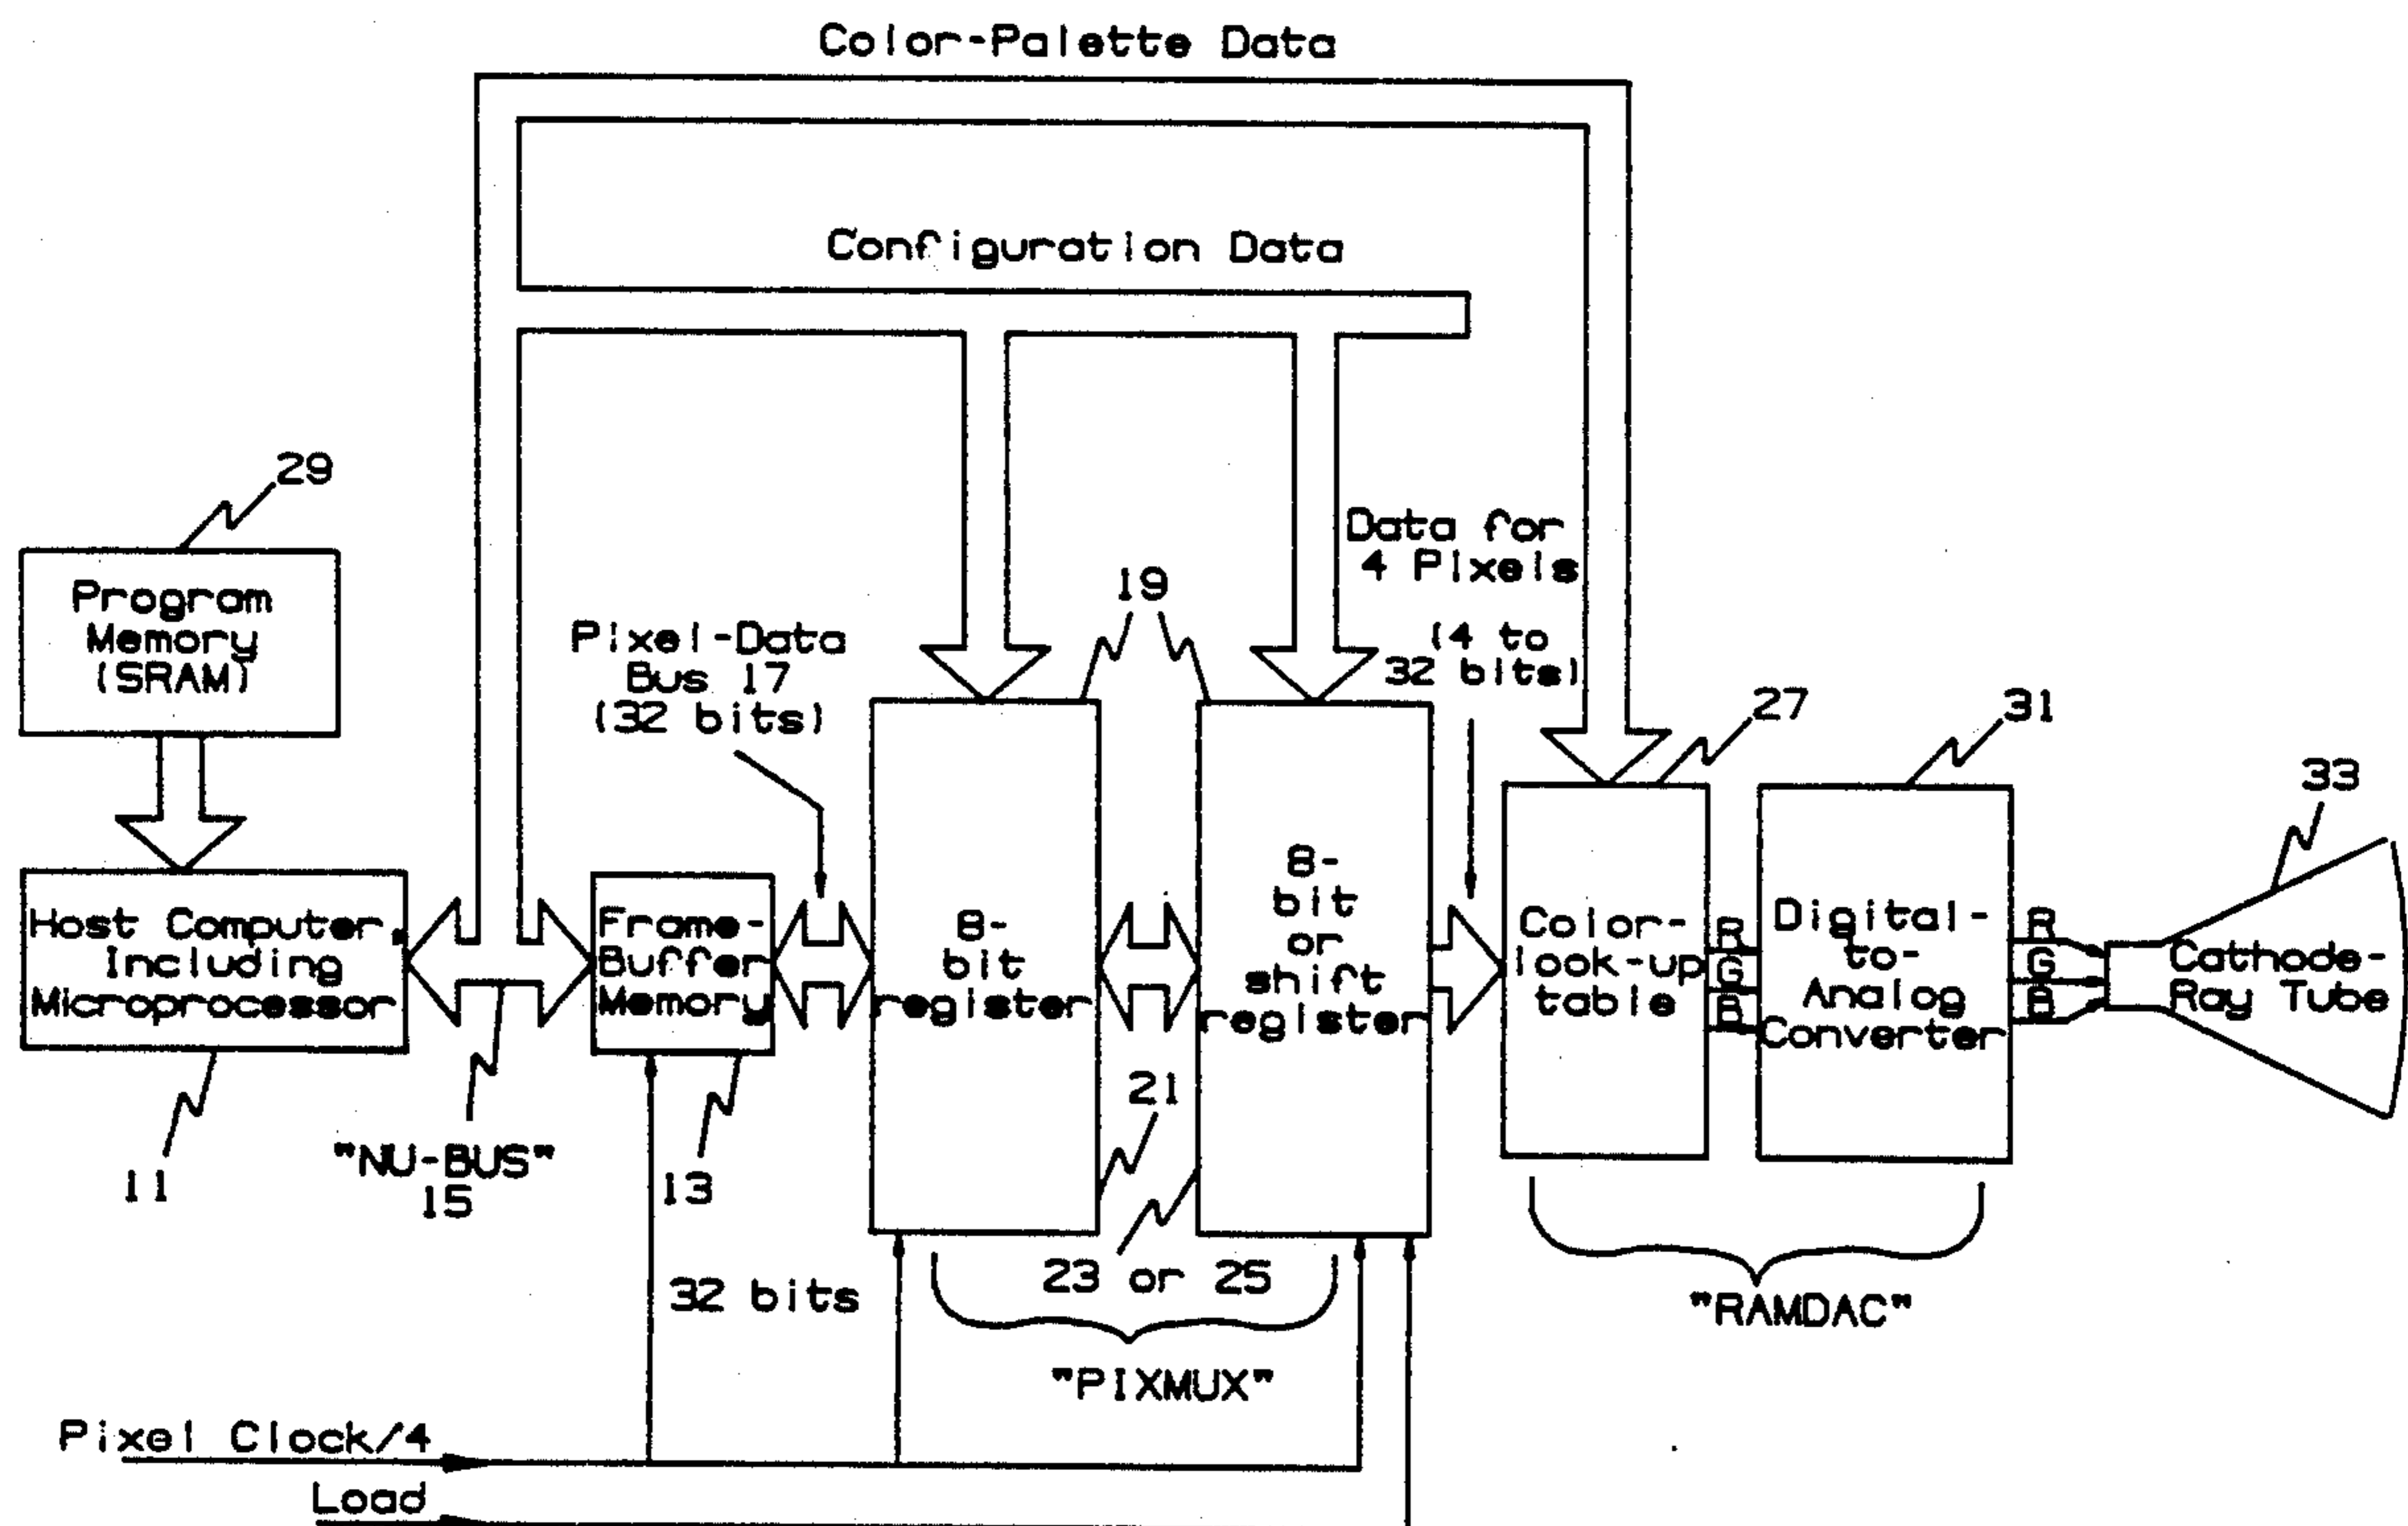 Color-Palette Data
Configuration Data
29
Program
Memory
(SRAM)
Data for
4 Pixels
(4 to
32 bits)
19
Pixel-Data
Bus 17
(32 bits)
27
31
33
Host Computer,
Including
Microprocessor
Frame-
Buffer
Memory
8-
bit
register
8-
bit
or
shift
register
Color-
look-up
table
R
G
B
Digital-
to-
Analog
Converter
R
G
B
Cathode-
Ray Tube
11
"NU-BUS"
15
13
21
23 or 25
32 bits
"PIXMUX"
"RAMDAC"
Pixel Clock/4
Load